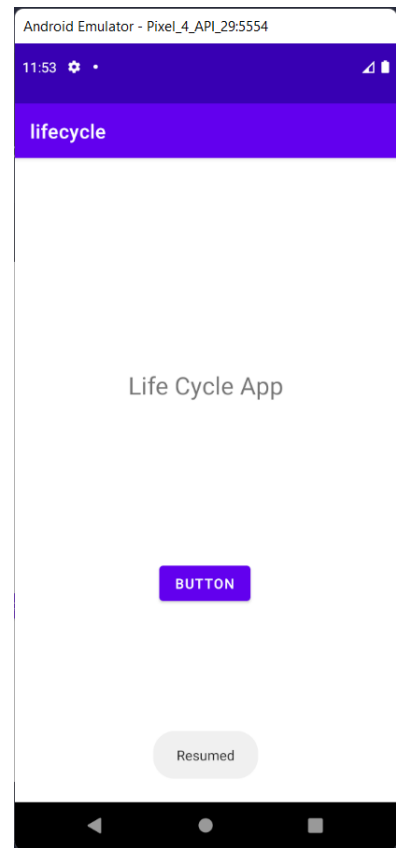 Android Emulator - Pixel_4_API_29:5554
11:53
lifecycle
Life Cycle App
BUTTON
Resumed